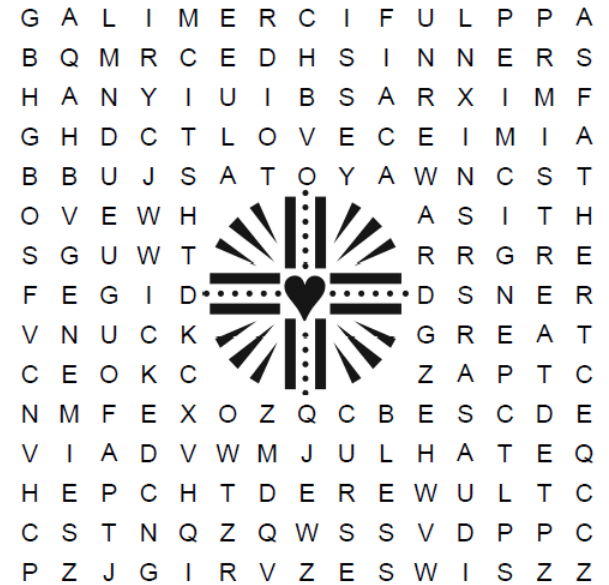 G A L I M E R C I F U L P P A
B Q M R C E D H S I N N E R S
H A N Y I U I B S A R X I M F
G H D C T L O V E C E I M I A
B B U J S A T O Y A W N C S T
O V E W H A S I T H
S G U W T R R G R E
F E G I D D S N E R
V N U C K G R E A T
C E O K C Z A P T C
N M F E X O Z Q C B E S C D E
V I A D V W M J U L H A T E Q
H E P C H T D E R E W U L T C
C S T N Q Z Q W S S V D P P C
P Z J G I R V Z E S W I S Z Z